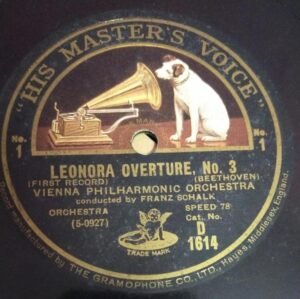 "HIS MASTER'S VOICE"
No. 1
No. 1
LEONORA OVERTURE, No. 3
(FIRST RECORD) (BEETHOVEN)
VIENNA PHILHARMONIC ORCHESTRA
conducted by FRANZ SCHALK
ORCHESTRA
(5-0927)
SPEED 78
Cat. No.
D
1614
TRADE MARK
Record manufactured by THE GRAMOPHONE CO., LTD., Hayes, Middlesex, England.